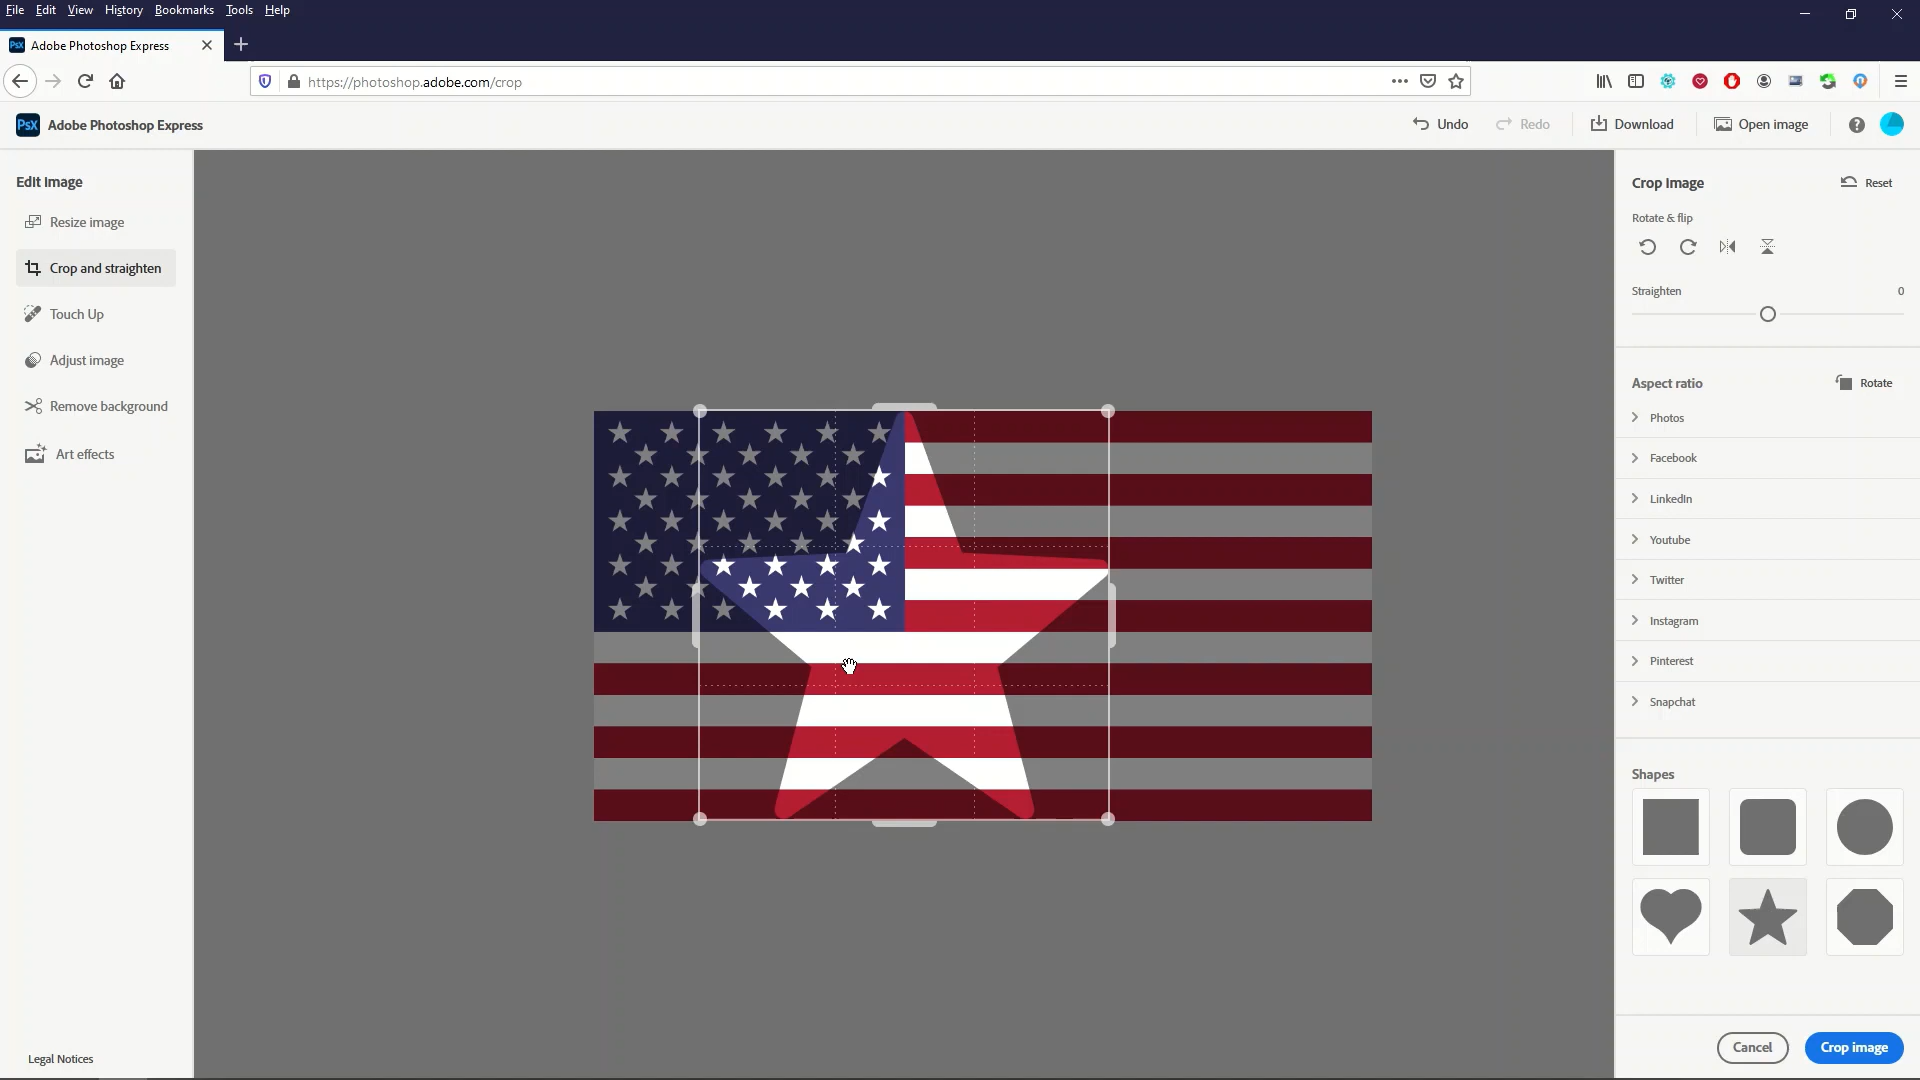 File Edit View History Bookmarks Tools Help
PsX Adobe Photoshop Express
https://photoshop.adobe.com/crop
PsX Adobe Photoshop Express
Undo Redo Download Open image
Edit Image
Resize image
Crop and straighten
Touch Up
Adjust image
Remove background
Art effects
Legal Notices
Crop Image Reset
Rotate & flip
Straighten 0
Aspect ratio Rotate
Photos
Facebook
LinkedIn
Youtube
Twitter
Instagram
Pinterest
Snapchat
Shapes
Cancel Crop image